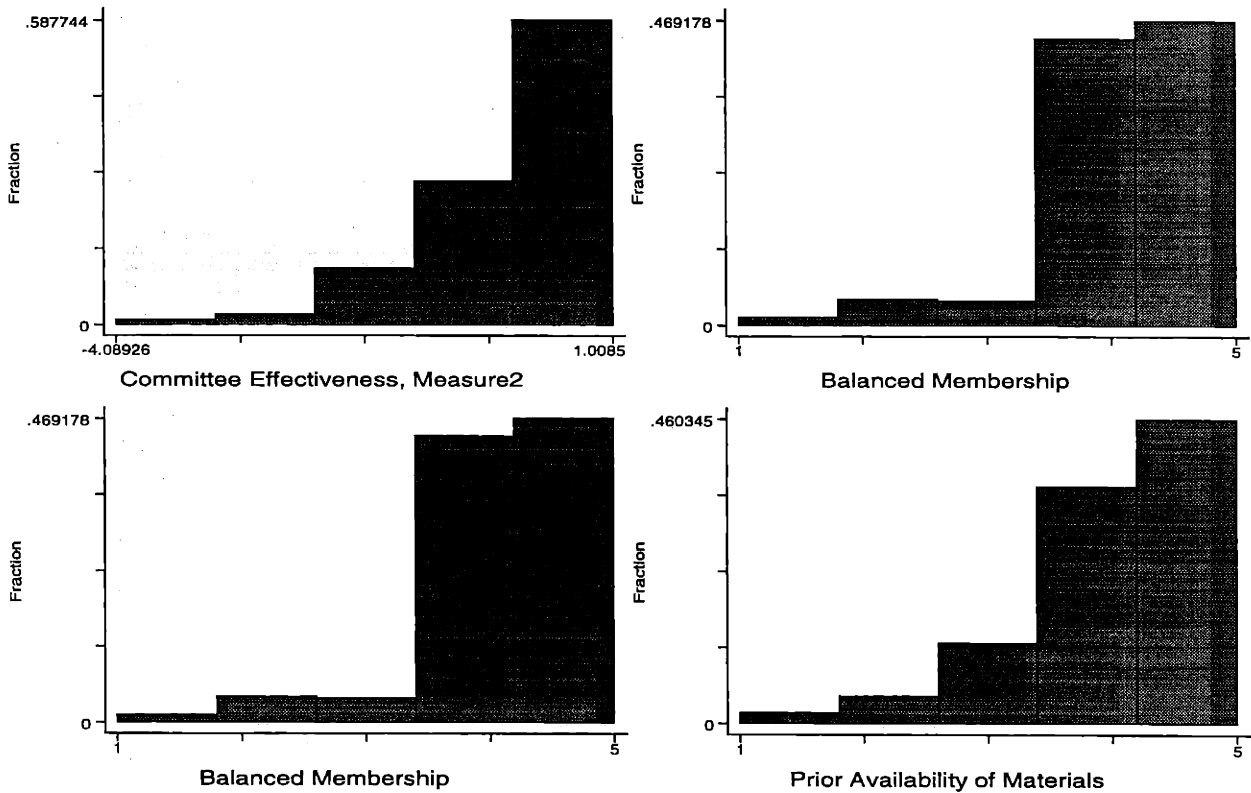 .587744
Fraction
0
-4.08926
1.0085
Committee Effectiveness, Measure2
.469178
Fraction
0
1
5
Balanced Membership
.469178
Fraction
0
1
5
Balanced Membership
.460345
Fraction
0
1
5
Prior Availability of Materials